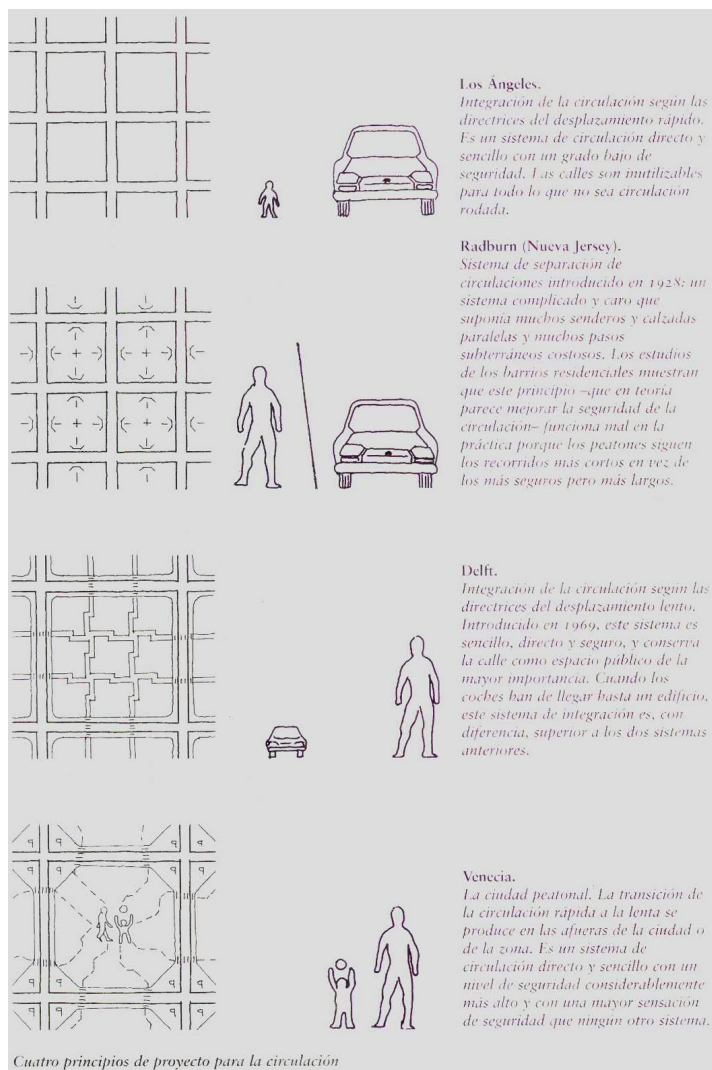 Los Ángeles.
Integración de la circulación según las
directrices del desplazamiento rápido.
Es un sistema de circulación directo y
sencillo con un grado bajo de
seguridad. Las calles son inutilizables
para todo lo que no sea circulación
rodada.
Radburn (Nueva Jersey).
Sistema de separación de
circulaciones introducido en 1928: un
sistema complicado y caro que
suponía muchos senderos y calzadas
paralelas y muchos pasos
subterráneos costosos. Los estudios
de los barrios residenciales muestran
que este principio –que en teoría
parece mejorar la seguridad de la
circulación– funciona mal en la
práctica porque los peatones siguen
los recorridos más cortos en vez de
los más seguros pero más largos.
Delft.
Integración de la circulación según las
directrices del desplazamiento lento.
Introducido en 1969, este sistema es
sencillo, directo y seguro, y conserva
la calle como espacio público de la
mayor importancia. Cuando los
coches han de llegar hasta un edificio,
este sistema de integración es, con
diferencia, superior a los dos sistemas
anteriores.
Venecia.
La ciudad peatonal. La transición de
la circulación rápida a la lenta se
produce en las afueras de la ciudad o
de la zona. Es un sistema de
circulación directo y sencillo con un
nivel de seguridad considerablemente
más alto y con una mayor sensación
de seguridad que ningún otro sistema.
Cuatro principios de proyecto para la circulación